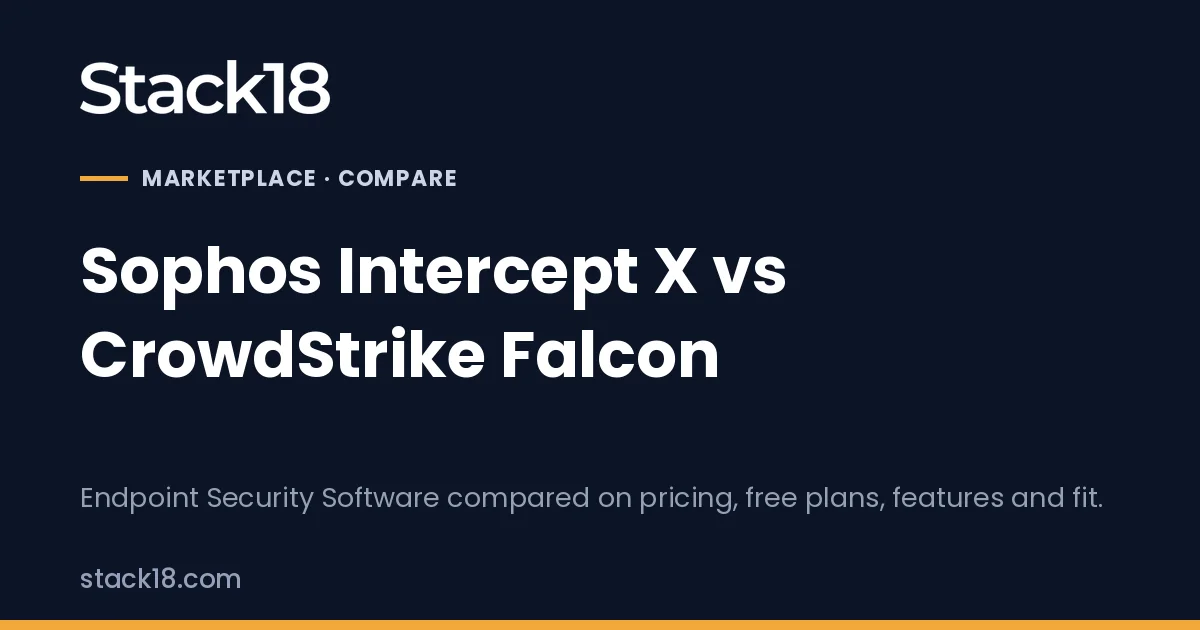 Stack18
MARKETPLACE · COMPARE
Sophos Intercept X vs
CrowdStrike Falcon
Endpoint Security Software compared on pricing, free plans, features and fit.
stack18.com